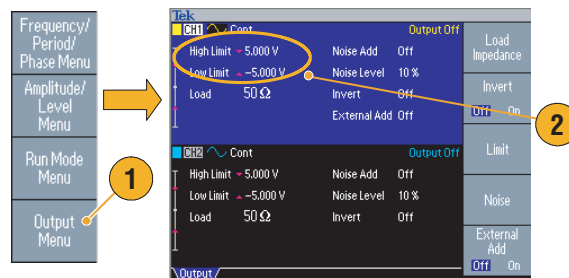 Frequency/
Period/
Phase Menu
Amplitude/
Level
Menu
Run Mode
Menu
Output
Menu
1
Tek
CH1 Cont Output Off
High Limit 5.000 V Noise Add Off
Low Limit -5.000 V Noise Level 10 %
Load 50 Ω Invert Off
External Add Off
CH2 Cont Output Off
High Limit 5.000 V Noise Add Off
Low Limit -5.000 V Noise Level 10 %
Load 50 Ω Invert Off
Output
Load
Impedance
Invert
Off On
Limit
Noise
External
Add
Off On
2